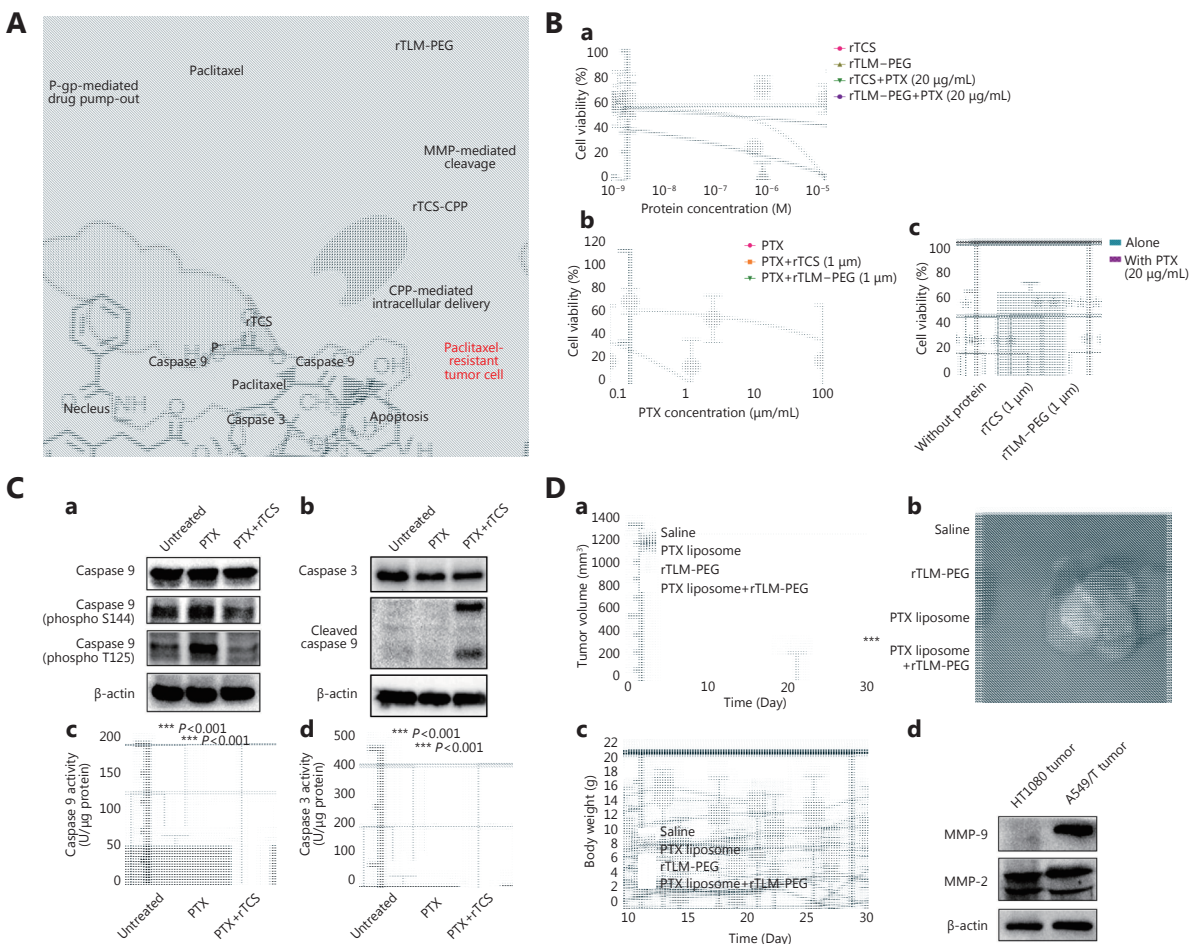 A
rTLM-PEG
Paclitaxel
P-gp-mediated
drug pump-out
MMP-mediated
cleavage
rTCS-CPP
CPP-mediated
intracellular delivery
rTCS
P
Caspase 9
Caspase 9
Paclitaxel-
resistant
tumor cell
Paclitaxel
Necleus
Caspase 3
Apoptosis
NH
O
O
O
OH
B
a
Cell viability (%)
100
80
60
40
20
0
10⁻⁹
10⁻⁸
10⁻⁷
10⁻⁶
10⁻⁵
Protein concentration (M)
rTCS
rTLM-PEG
rTCS+PTX (20 μg/mL)
rTLM-PEG+PTX (20 μg/mL)
b
Cell viability (%)
120
100
80
60
40
20
0
0.1
1
10
100
PTX concentration (μm/mL)
PTX
PTX+rTCS (1 μm)
PTX+rTLM-PEG (1 μm)
c
Cell viability (%)
100
80
60
40
20
0
Without protein
rTCS (1 μm)
rTLM-PEG (1 μm)
Alone
With PTX
(20 μg/mL)
C
a
Untreated
PTX
PTX+rTCS
Caspase 9
Caspase 9
(phospho S144)
Caspase 9
(phospho T125)
β-actin
b
Untreated
PTX
PTX+rTCS
Caspase 3
Cleaved
caspase 9
β-actin
c
*** P<0.001
*** P<0.001
Caspase 9 activity
(U/μg protein)
200
150
100
50
0
Untreated
PTX
PTX+rTCS
d
*** P<0.001
*** P<0.001
Caspase 3 activity
(U/μg protein)
500
400
300
200
100
0
Untreated
PTX
PTX+rTCS
D
a
Tumor volume (mm³)
1400
1200
1000
800
600
400
200
0
0
10
20
30
Time (Day)
Saline
PTX liposome
rTLM-PEG
PTX liposome+rTLM-PEG
***
b
Saline
rTLM-PEG
PTX liposome
PTX liposome
+rTLM-PEG
c
Body weight (g)
22
20
18
16
14
12
10
8
6
4
2
0
10
15
20
25
30
Time (Day)
Saline
PTX liposome
rTLM-PEG
PTX liposome+rTLM-PEG
d
HT1080 tumor
A549/T tumor
MMP-9
MMP-2
β-actin